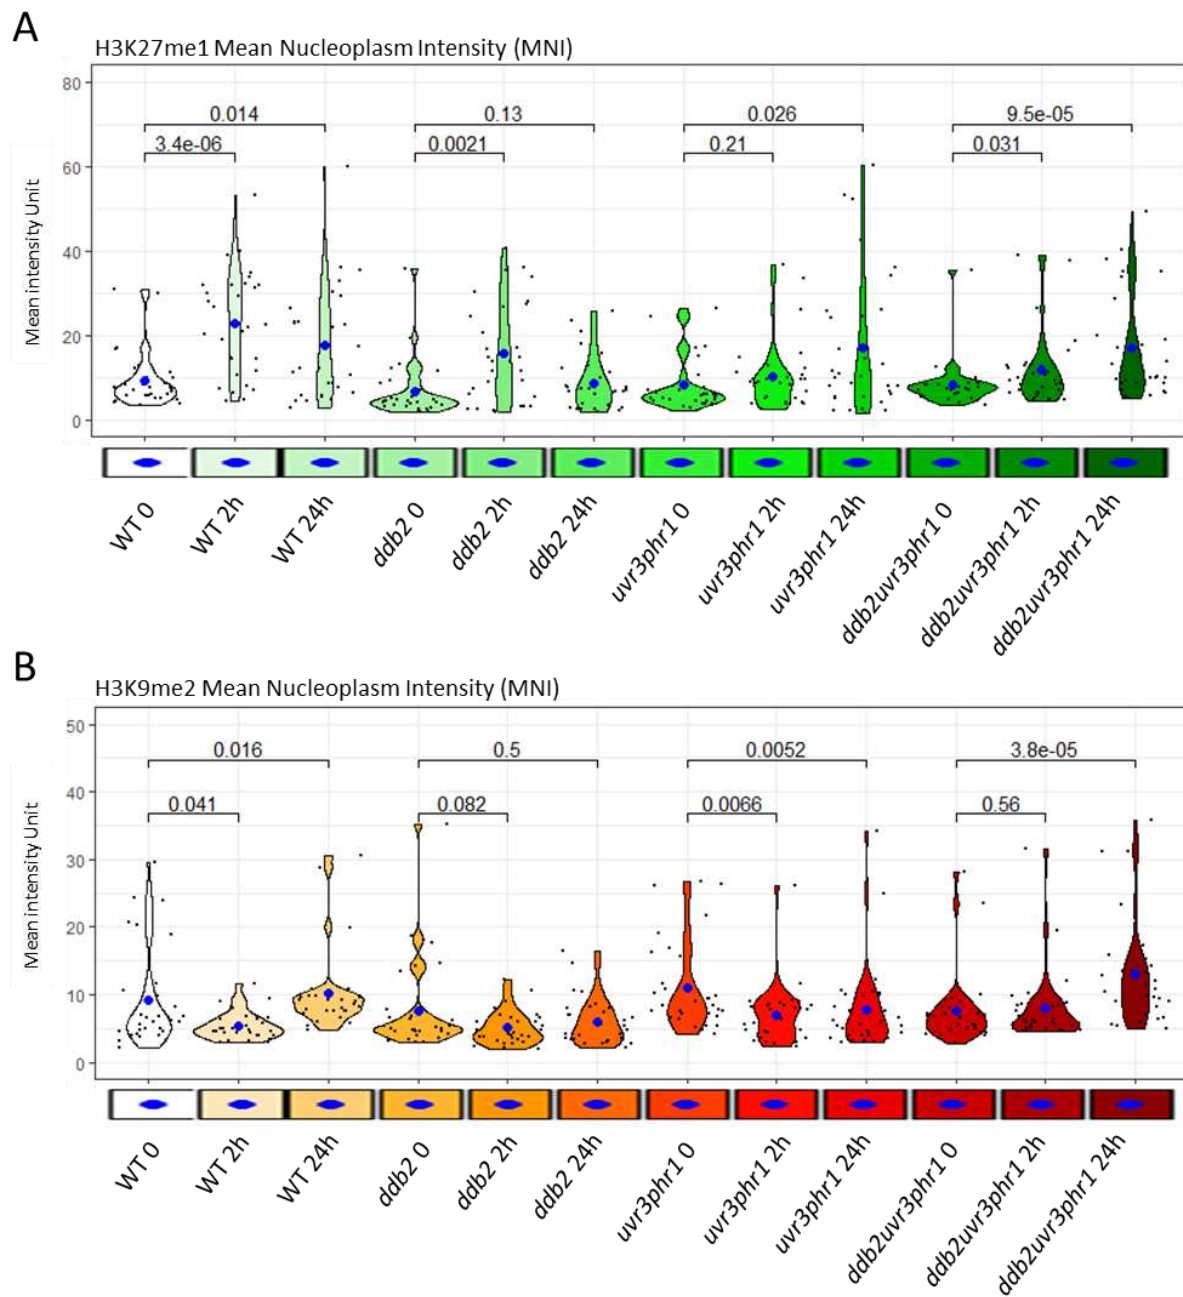 A
H3K27me1 Mean Nucleoplasm Intensity (MNI)
Mean intensity Unit
80
60
40
20
0
0.014
0.13
0.026
9.5e-05
3.4e-06
0.0021
0.21
0.031
WT 0
WT 2h
WT 24h
ddb2 0
ddb2 2h
ddb2 24h
uvr3phr1 0
uvr3phr1 2h
uvr3phr1 24h
ddb2uvr3phr1 0
ddb2uvr3phr1 2h
ddb2uvr3phr1 24h
B
H3K9me2 Mean Nucleoplasm Intensity (MNI)
Mean intensity Unit
50
40
30
20
10
0
0.016
0.5
0.0052
3.8e-05
0.041
0.082
0.0066
0.56
WT 0
WT 2h
WT 24h
ddb2 0
ddb2 2h
ddb2 24h
uvr3phr1 0
uvr3phr1 2h
uvr3phr1 24h
ddb2uvr3phr1 0
ddb2uvr3phr1 2h
ddb2uvr3phr1 24h